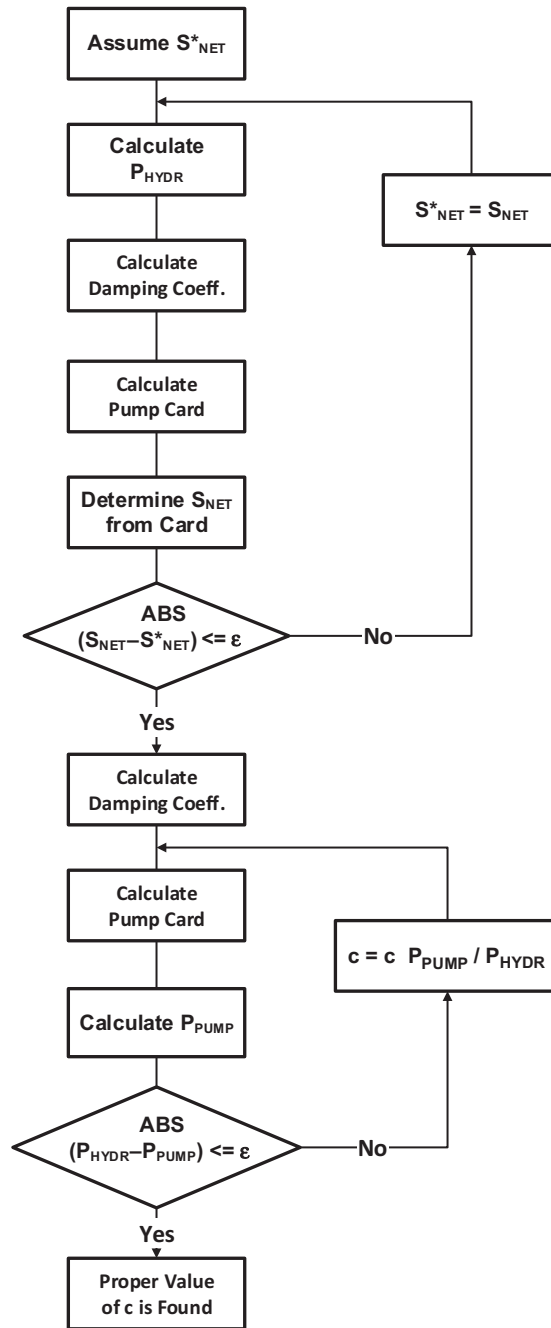 Assume S*NET
Calculate
PHYDR
S*NET = SNET
Calculate
Damping Coeff.
Calculate
Pump Card
Determine SNET
from Card
ABS
(SNET–S*NET) <= ε
No
Yes
Calculate
Damping Coeff.
Calculate
Pump Card
c = c PPUMP / PHYDR
Calculate PPUMP
ABS
(PHYDR–PPUMP) <= ε
No
Yes
Proper Value
of c is Found